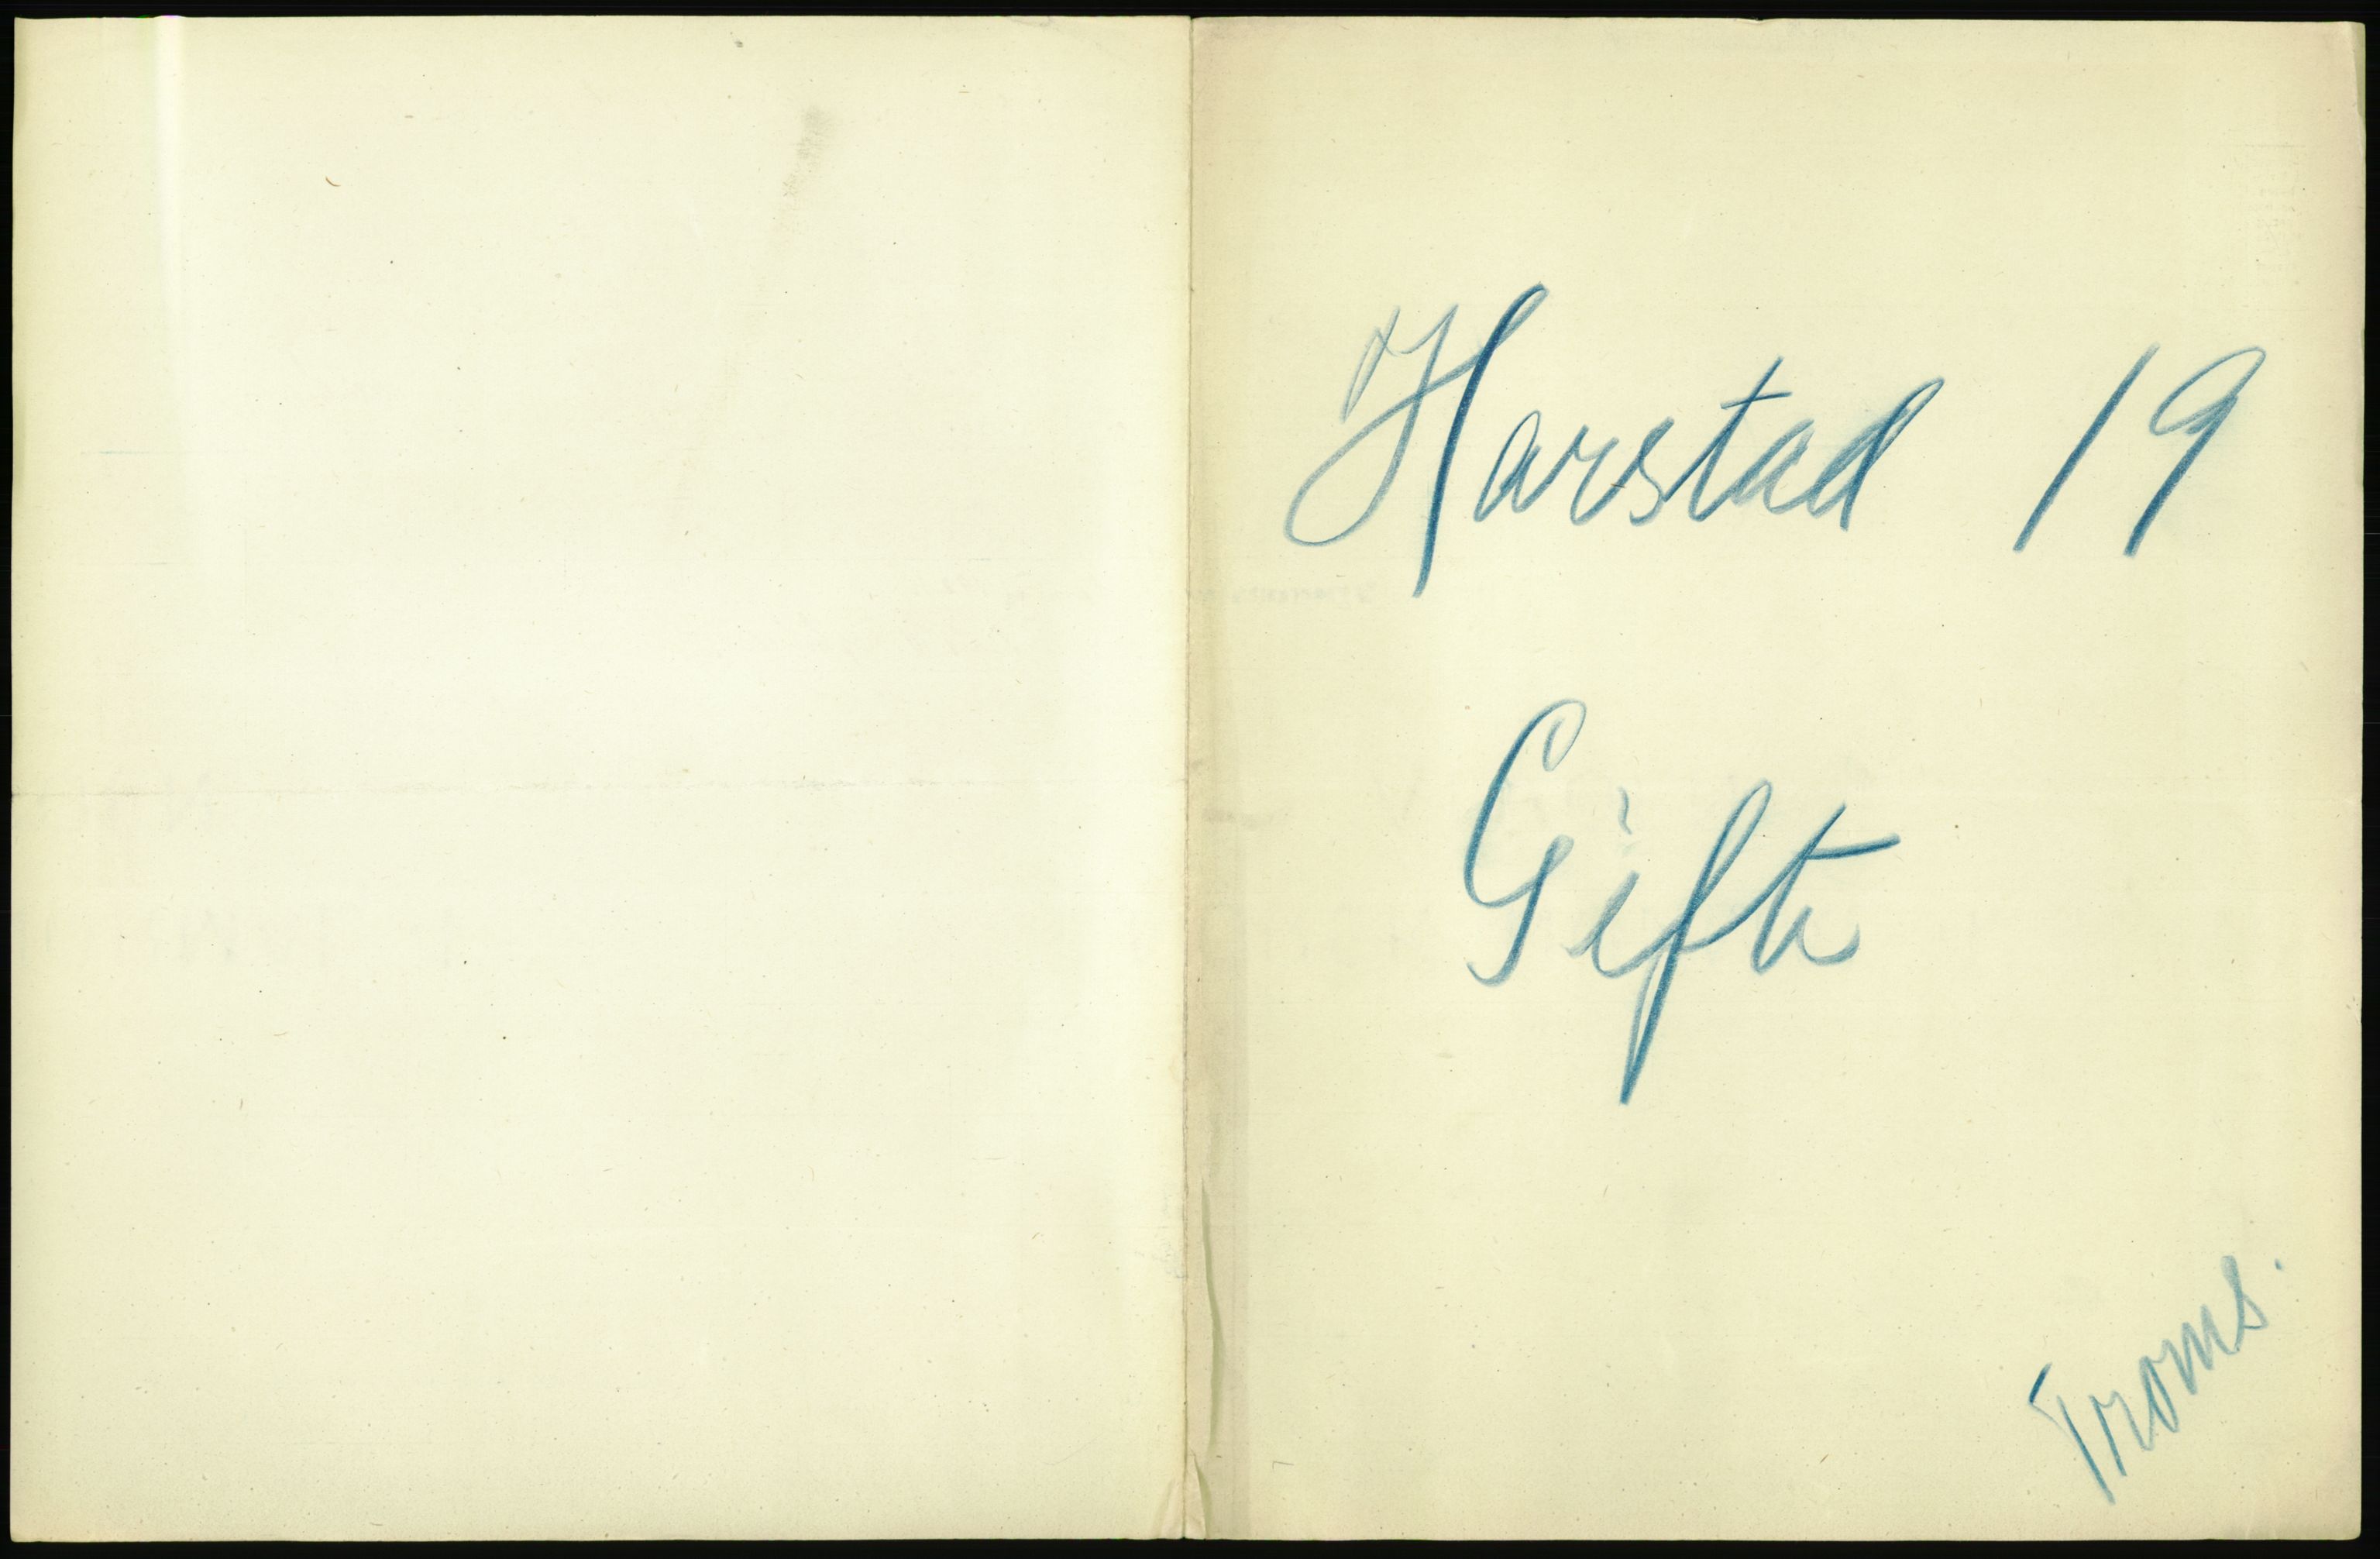 Harstad 19
Gifte
Troms.